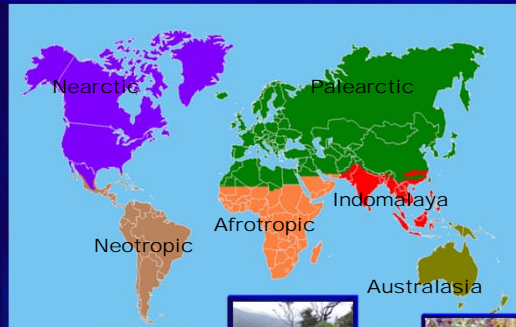 Nearctic
Palearctic
Indomalaya
Afrotropic
Neotropic
Australasia